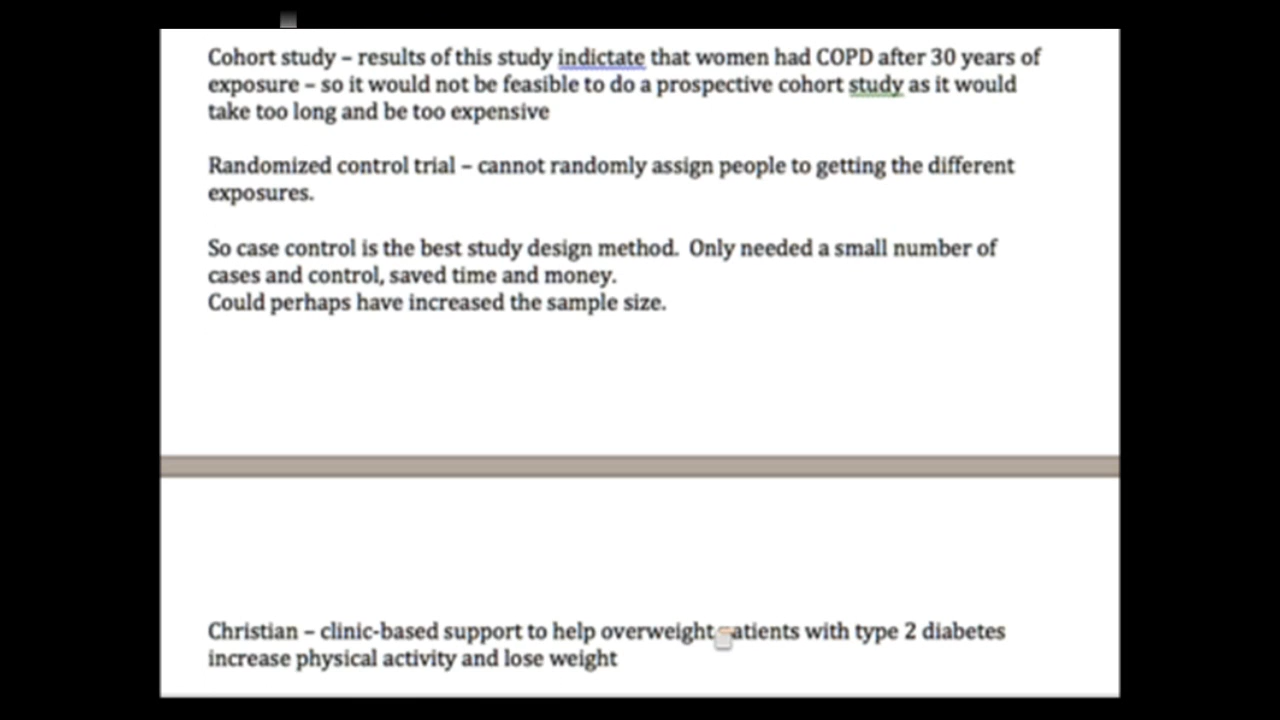 Cohort study – results of this study indictate that women had COPD after 30 years of
exposure – so it would not be feasible to do a prospective cohort study as it would
take too long and be too expensive
Randomized control trial – cannot randomly assign people to getting the different
exposures.
So case control is the best study design method.  Only needed a small number of
cases and control, saved time and money.
Could perhaps have increased the sample size.
Christian – clinic-based support to help overweight patients with type 2 diabetes
increase physical activity and lose weight